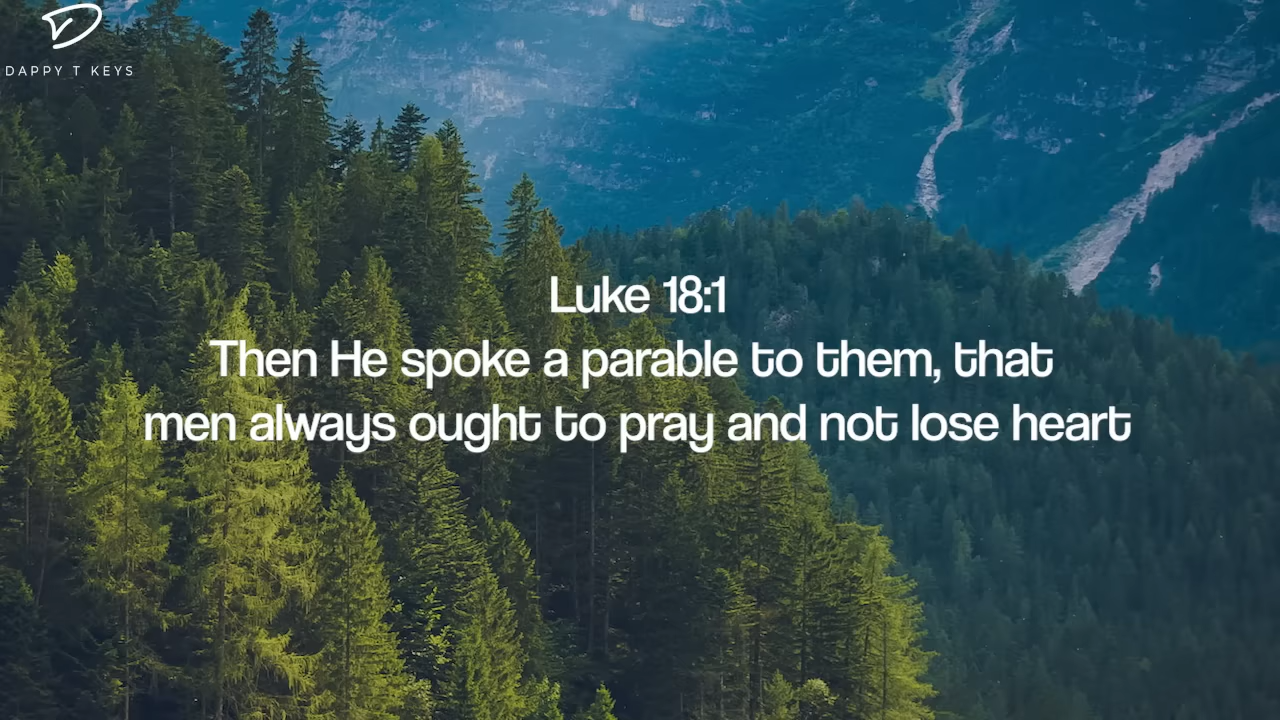 DAPPY T KEYS
Luke 18:1
Then He spoke a parable to them, that
men always ought to pray and not lose heart